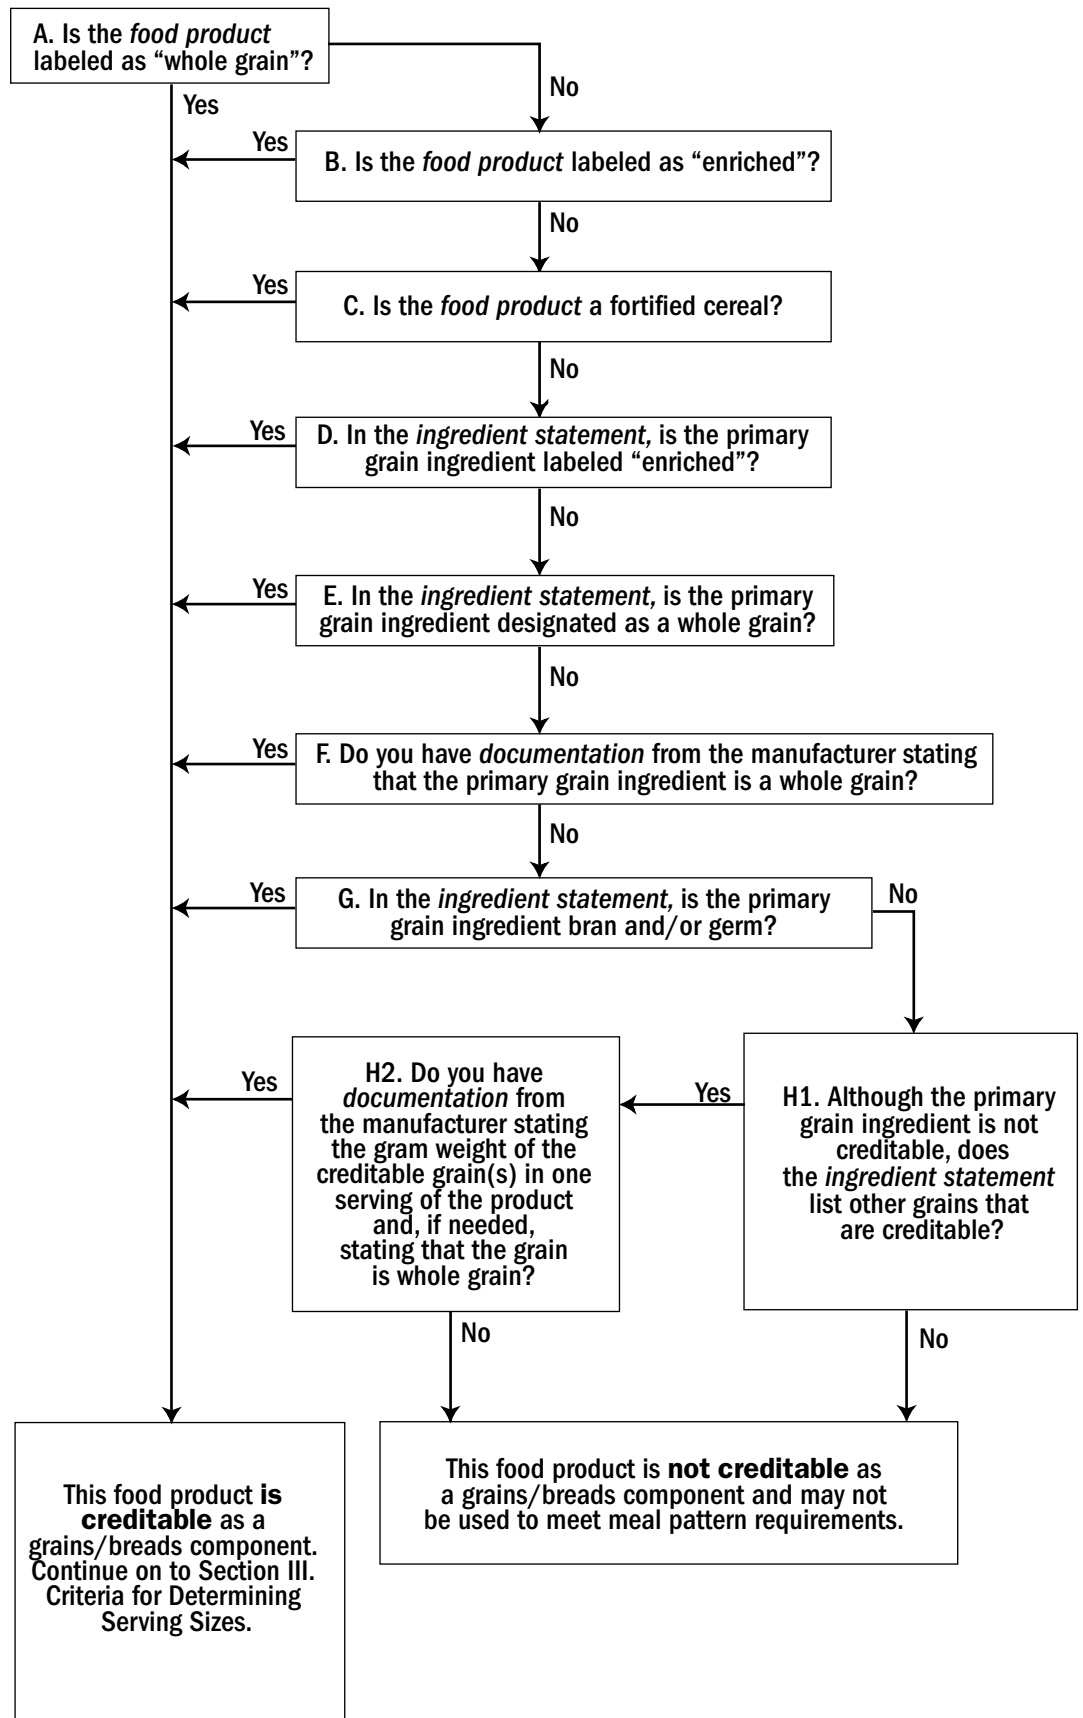 A. Is the food product
labeled as “whole grain”?
No
Yes
Yes
B. Is the food product labeled as “enriched”?
No
Yes
C. Is the food product a fortified cereal?
No
Yes
D. In the ingredient statement, is the primary
grain ingredient labeled “enriched”?
No
Yes
E. In the ingredient statement, is the primary
grain ingredient designated as a whole grain?
No
Yes
F. Do you have documentation from the manufacturer stating
that the primary grain ingredient is a whole grain?
No
Yes
G. In the ingredient statement, is the primary
grain ingredient bran and/or germ?
No
Yes
H2. Do you have
documentation from
the manufacturer stating
the gram weight of the
creditable grain(s) in one
serving of the product
and, if needed,
stating that the grain
is whole grain?
Yes
H1. Although the primary
grain ingredient is not
creditable, does
the ingredient statement
list other grains that
are creditable?
No
No
This food product is
creditable as a
grains/breads component.
Continue on to Section III.
Criteria for Determining
Serving Sizes.
This food product is not creditable as
a grains/breads component and may not
be used to meet meal pattern requirements.